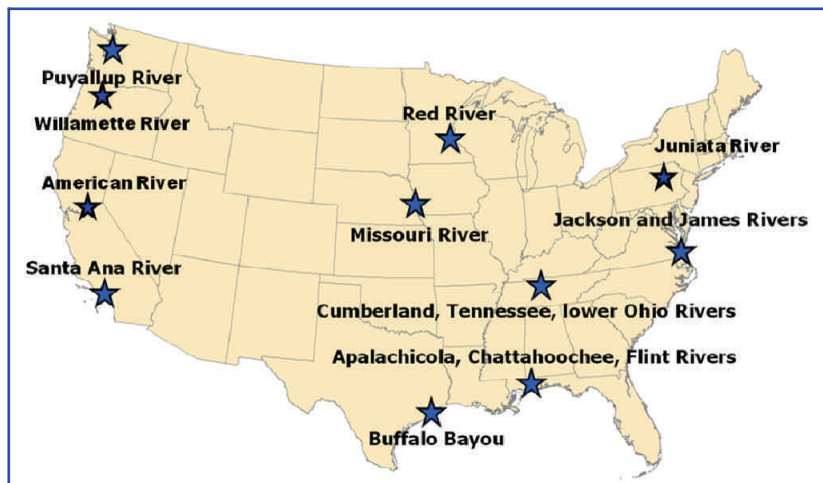 Puyallup River
Willamette River
Red River
Juniata River
American River
Jackson and James Rivers
Missouri River
Santa Ana River
Cumberland, Tennessee, lower Ohio Rivers
Apalachicola, Chattahoochee, Flint Rivers
Buffalo Bayou